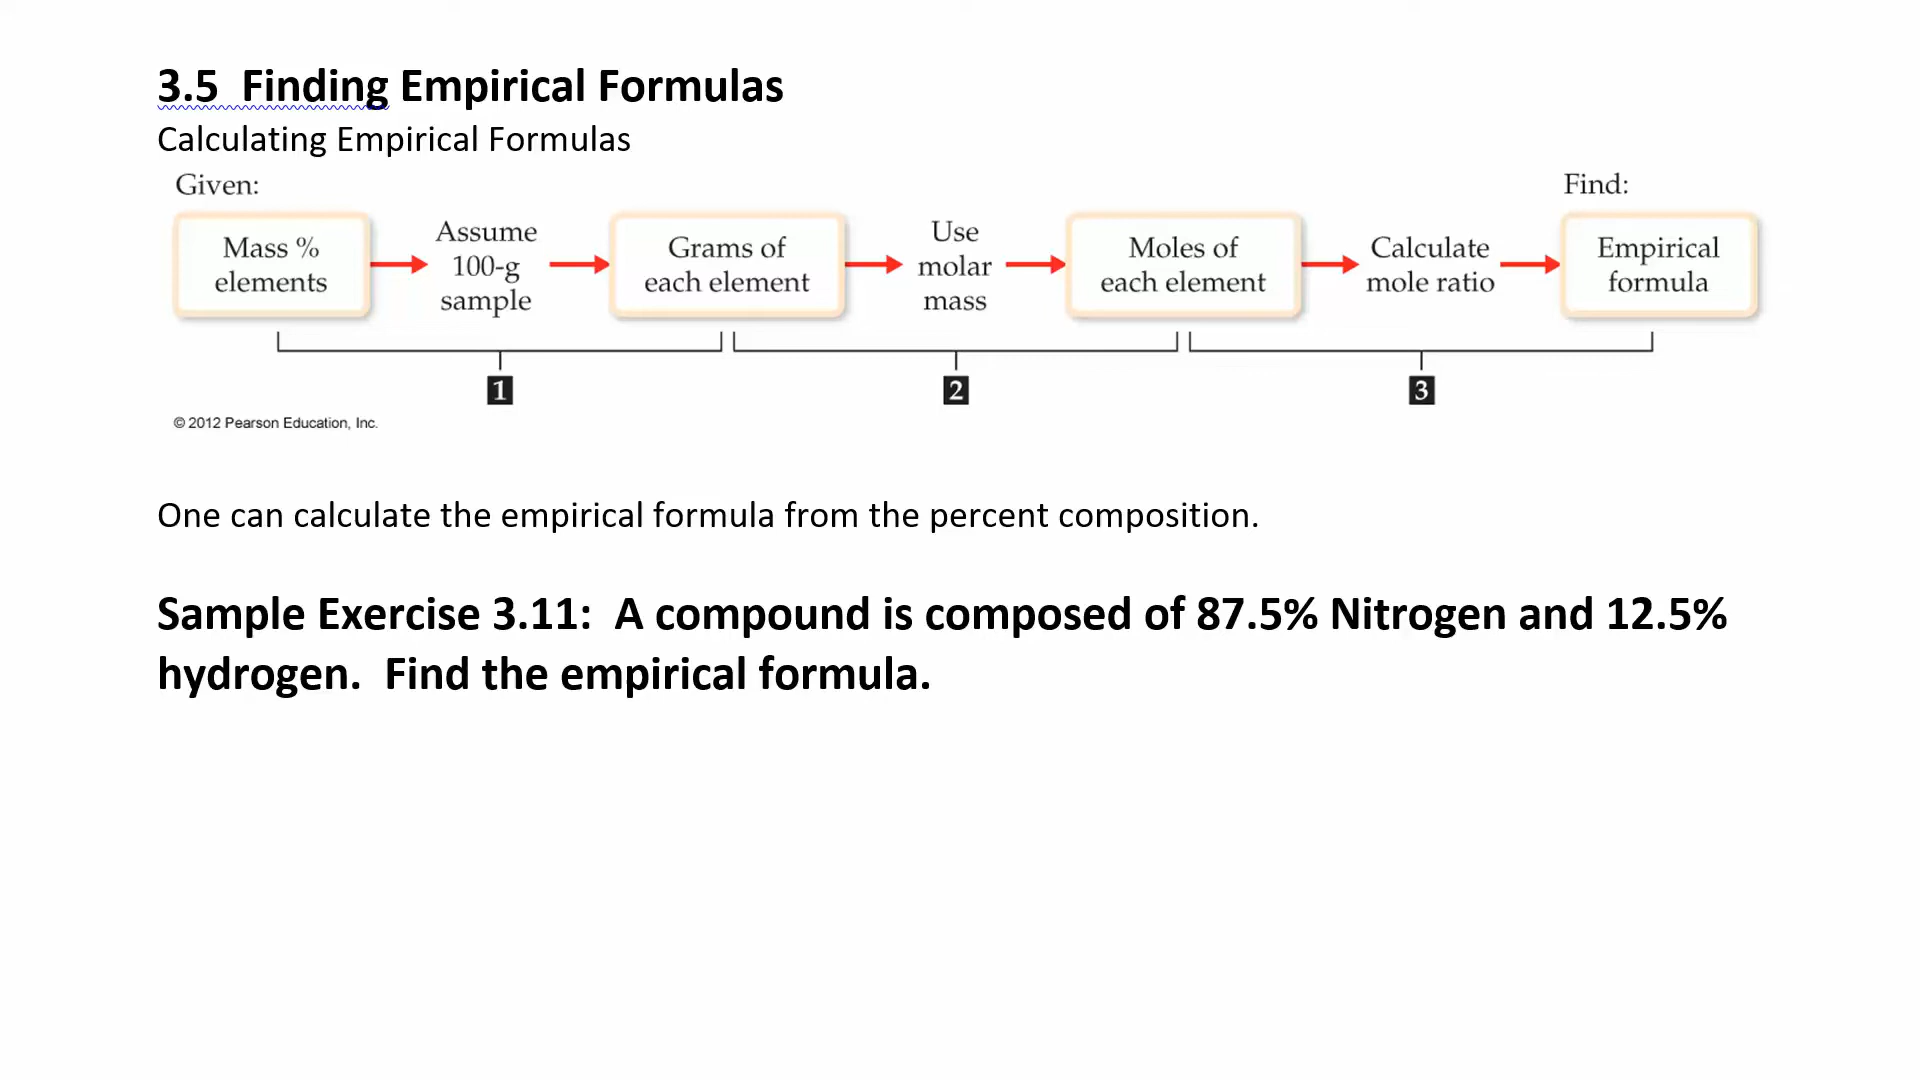 3.5  Finding Empirical Formulas
Calculating Empirical Formulas
Given:
Find:
Mass %
elements
Assume
100-g
sample
Grams of
each element
Use
molar
mass
Moles of
each element
Calculate
mole ratio
Empirical
formula
1
2
3
© 2012 Pearson Education, Inc.
One can calculate the empirical formula from the percent composition.
Sample Exercise 3.11:  A compound is composed of 87.5% Nitrogen and 12.5%
hydrogen.  Find the empirical formula.